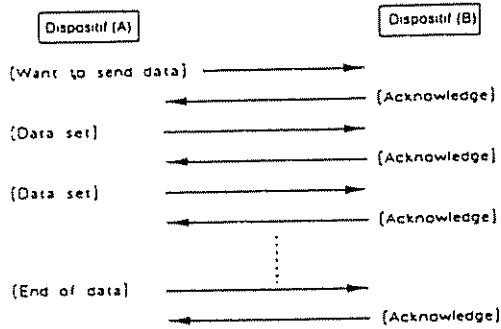 Dispositif (A)
Dispositif (B)
[Want to send data]
[Acknowledge]
[Data set]
[Acknowledge]
[Data set]
[Acknowledge]
[End of data]
[Acknowledge]